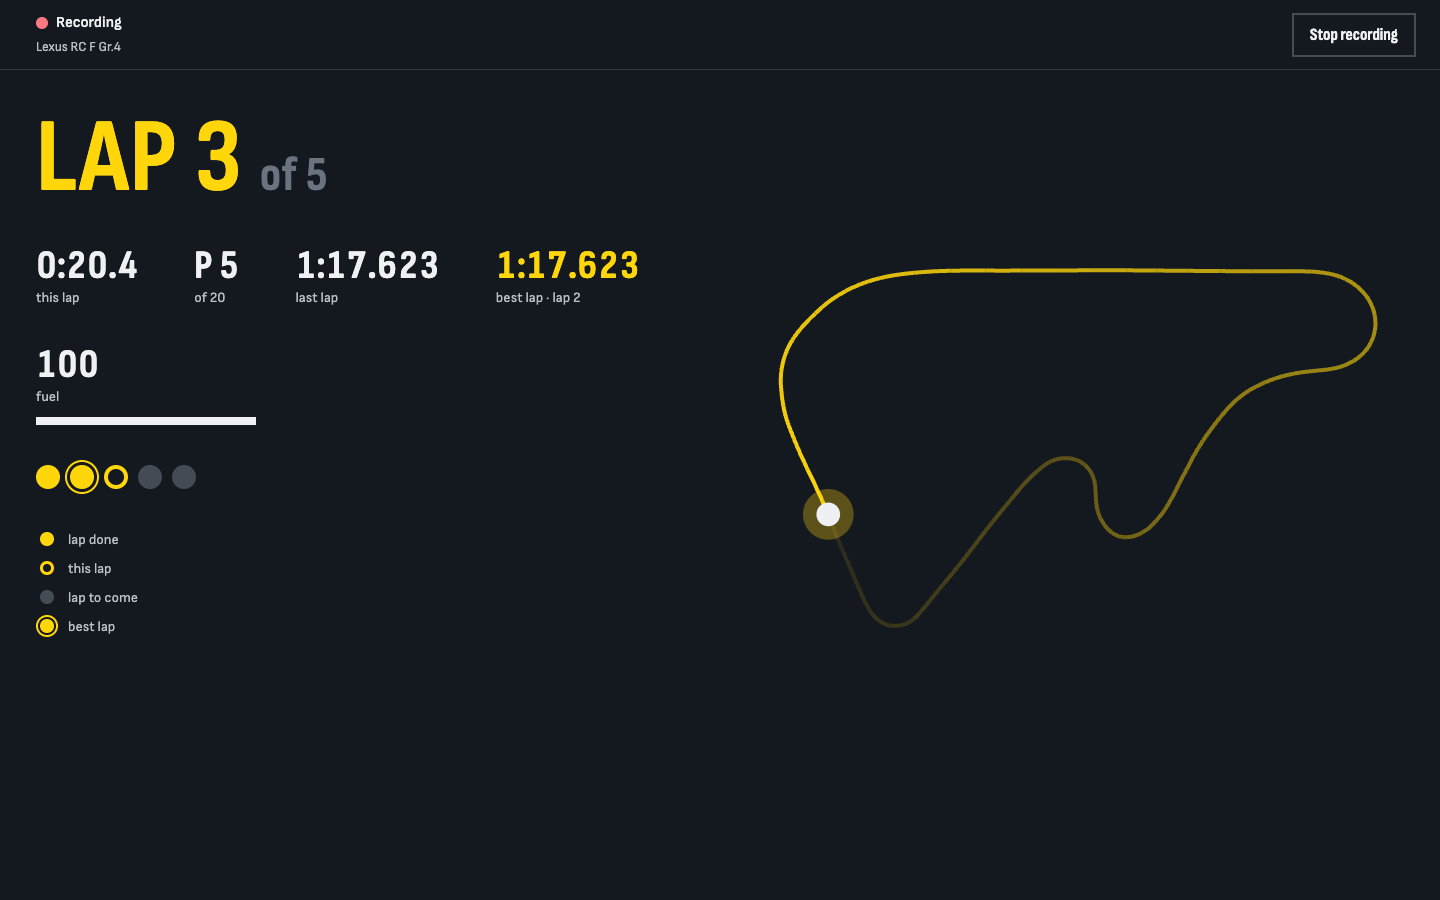 Recording
Lexus RC F Gr.4
Stop recording
LAP 3 of 5
0:20.4
this lap
P 5
of 20
1:17.623
last lap
1:17.623
best lap · lap 2
100
fuel
lap done
this lap
lap to come
best lap